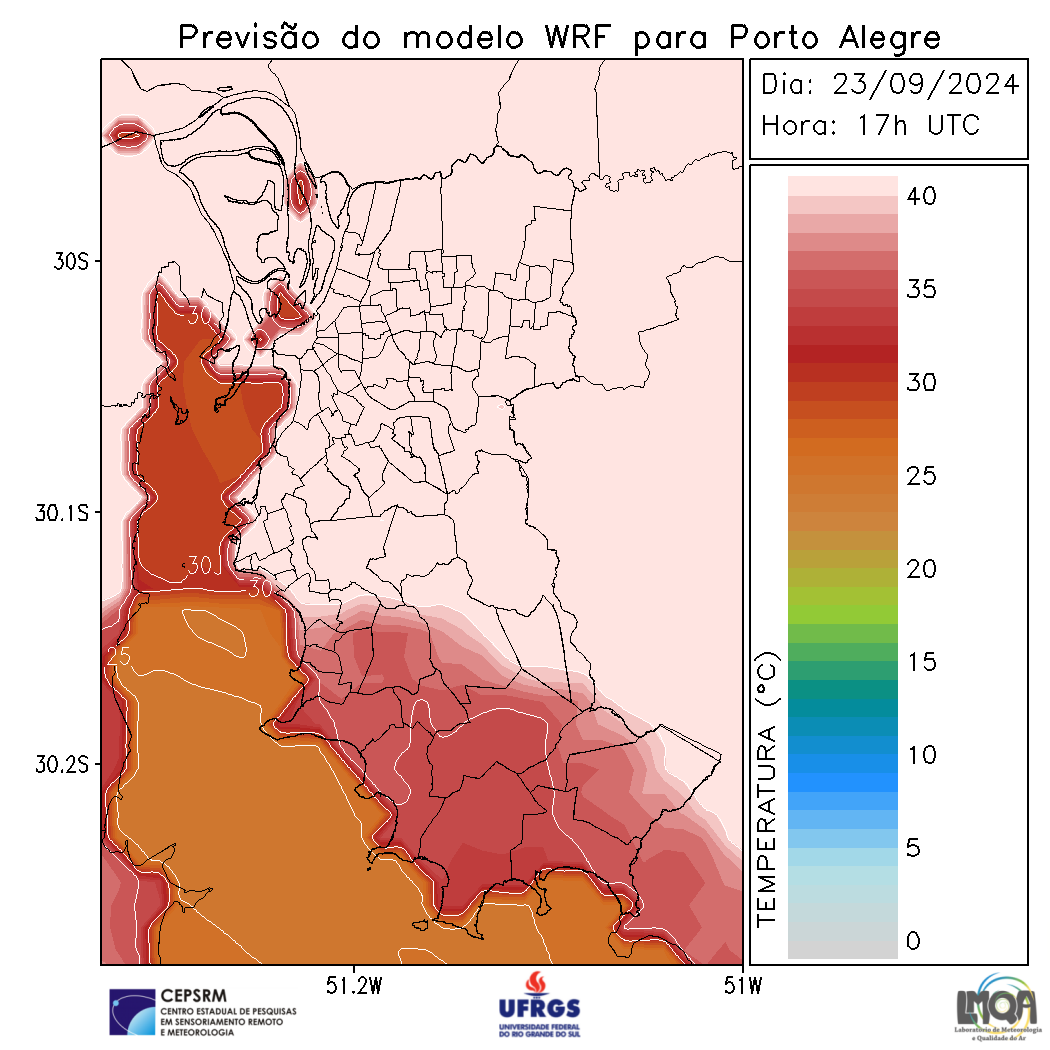 Previsão do modelo WRF para Porto Alegre
Dia: 23/09/2024
Hora: 17h UTC
40
35
30
25
20
15
10
5
0
TEMPERATURA (°C)
30S
30.1S
30.2S
51.2W
51W
30
30
30
25
CEPSRM
CENTRO ESTADUAL DE PESQUISAS
EM SENSORIAMENTO REMOTO
E METEOROLOGIA
UFRGS
UNIVERSIDADE FEDERAL
DO RIO GRANDE DO SUL
LMQA
Laboratório de Meteorologia
e Qualidade do Ar